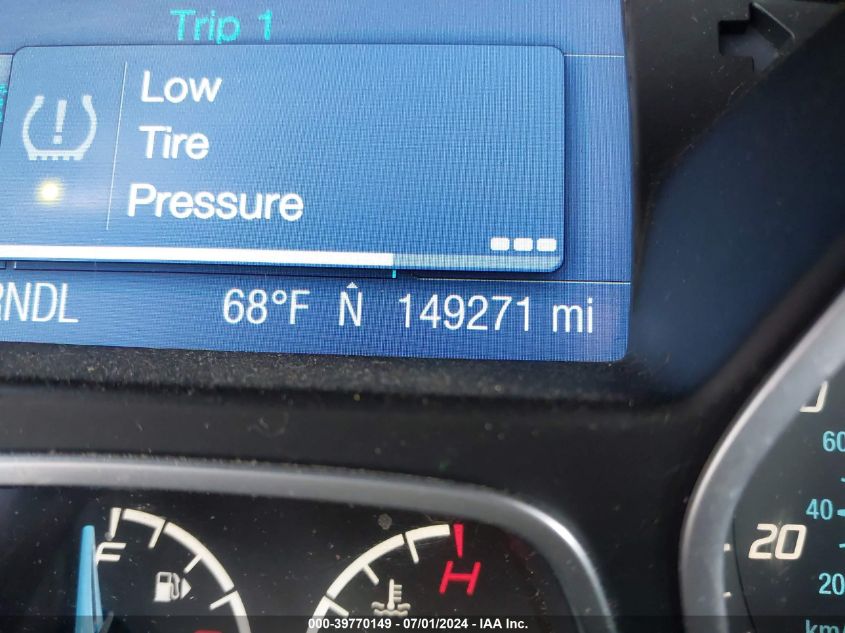 Trip 1
Low
Tire
Pressure
RNDL 68°F N 149271 mi
60
40
20
20
F
H
km/
000-39770149 - 07/01/2024 - IAA Inc.